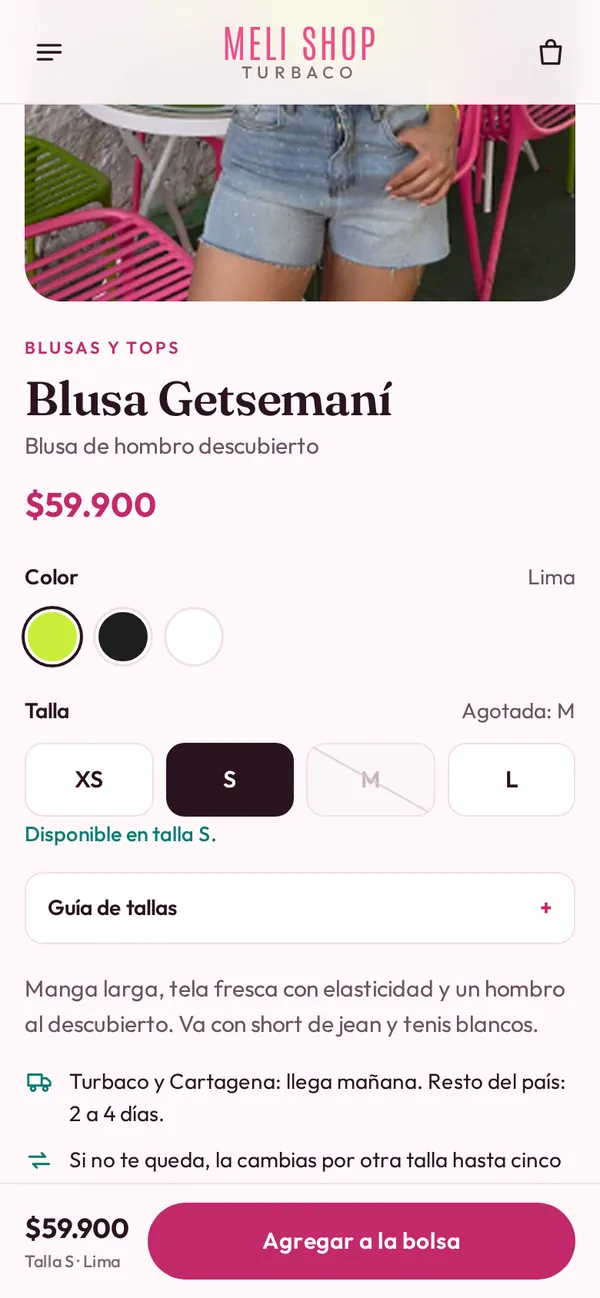 MELI SHOP
TURBACO
BLUSAS Y TOPS
Blusa Getsemaní
Blusa de hombro descubierto
$59.900
Color Lima
Talla Agotada: M
XS S M L
Disponible en talla S.
Guía de tallas +
Manga larga, tela fresca con elasticidad y un hombro
al descubierto. Va con short de jean y tenis blancos.
Turbaco y Cartagena: llega mañana. Resto del país:
2 a 4 días.
Si no te queda, la cambias por otra talla hasta cinco
$59.900
Talla S · Lima
Agregar a la bolsa